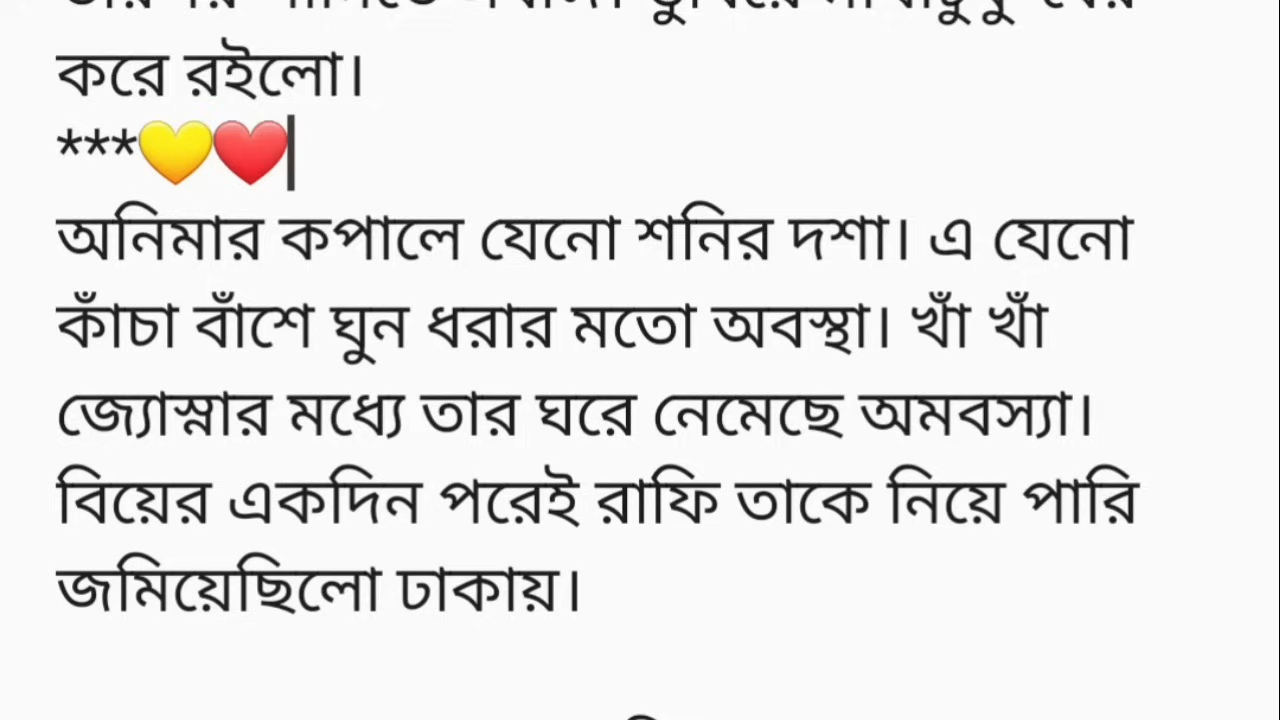 করে রইলো।
***💛❤️
অনিমার কপালে যেনো শনির দশা। এ যেনো
কাঁচা বাঁশে ঘুন ধরার মতো অবস্থা। খাঁ খাঁ
জ্যোস্নার মধ্যে তার ঘরে নেমেছে অমবস্যা।
বিয়ের একদিন পরেই রাফি তাকে নিয়ে পারি
জমিয়েছিলো ঢাকায়।